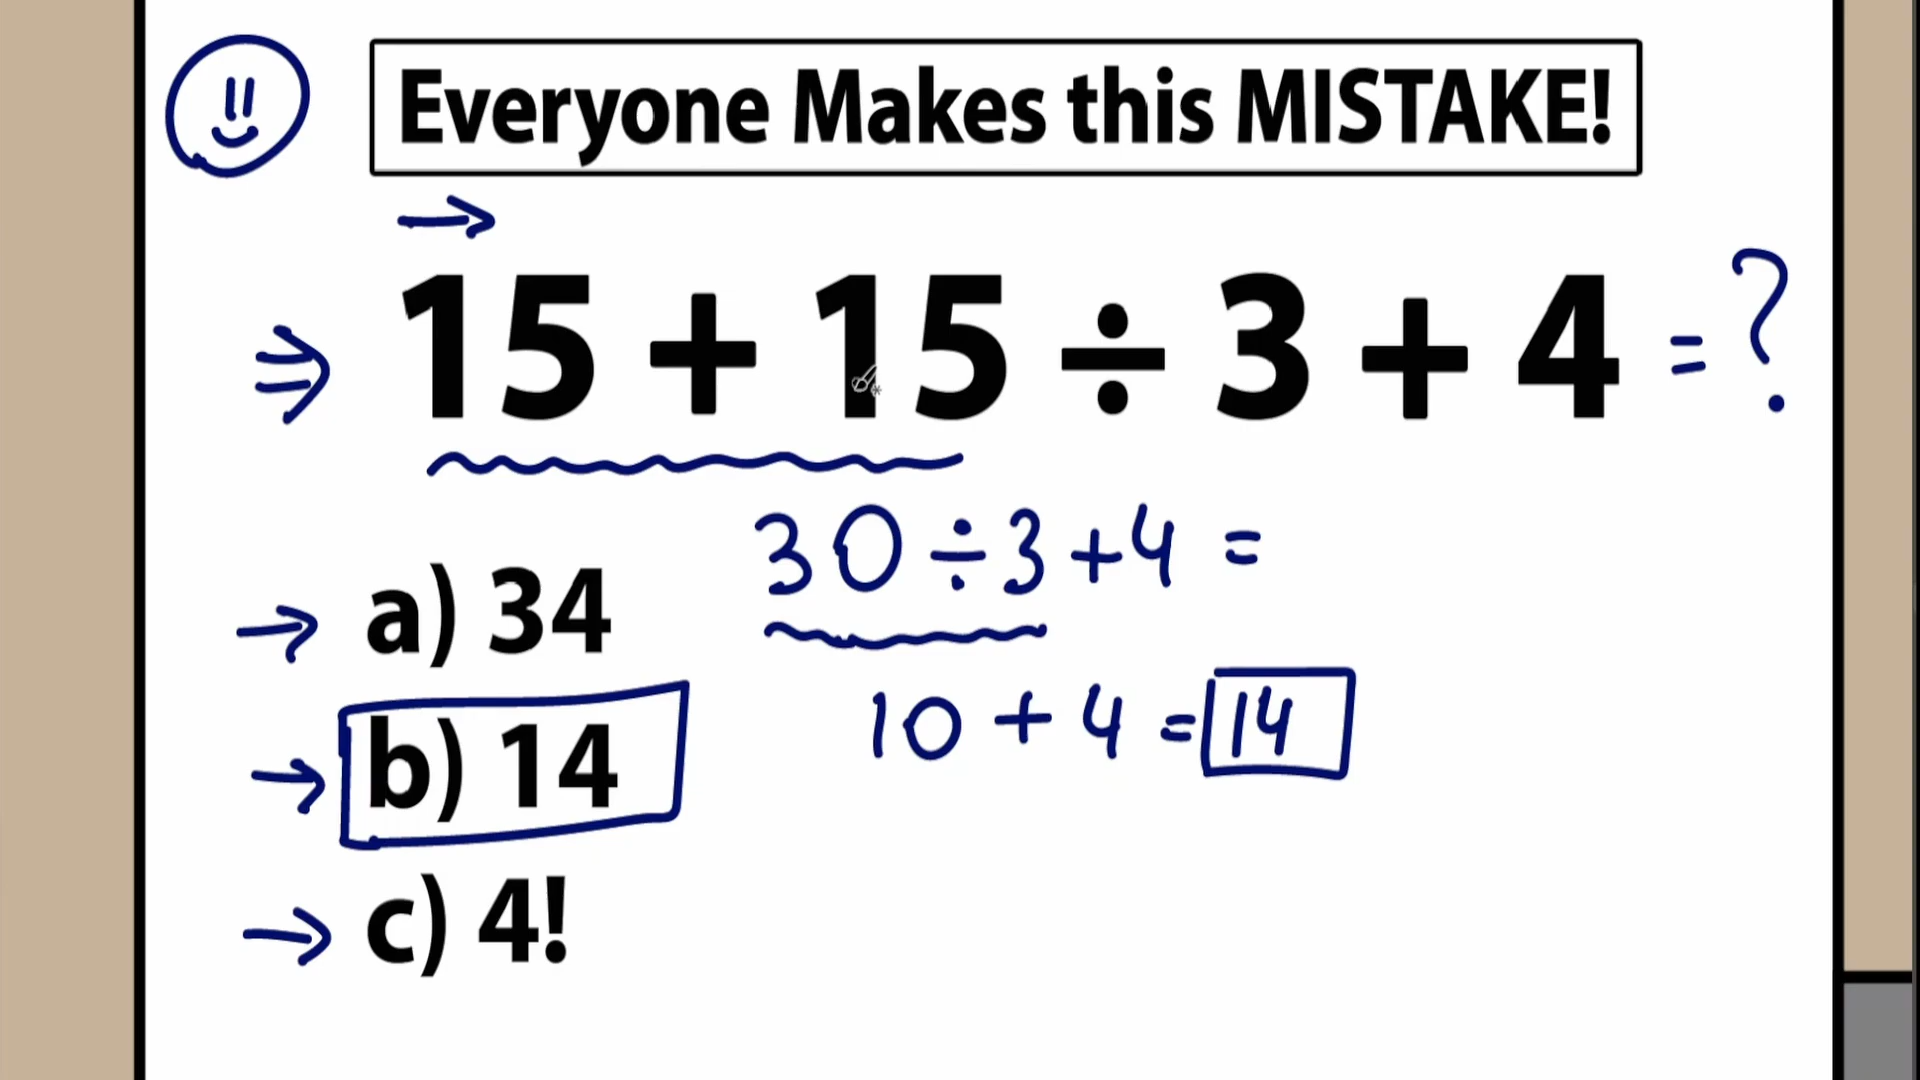 Everyone Makes this MISTAKE!
15 + 15 ÷ 3 + 4 = ?
30 ÷ 3 + 4 =
a) 34
10 + 4 = 14
b) 14
c) 4!